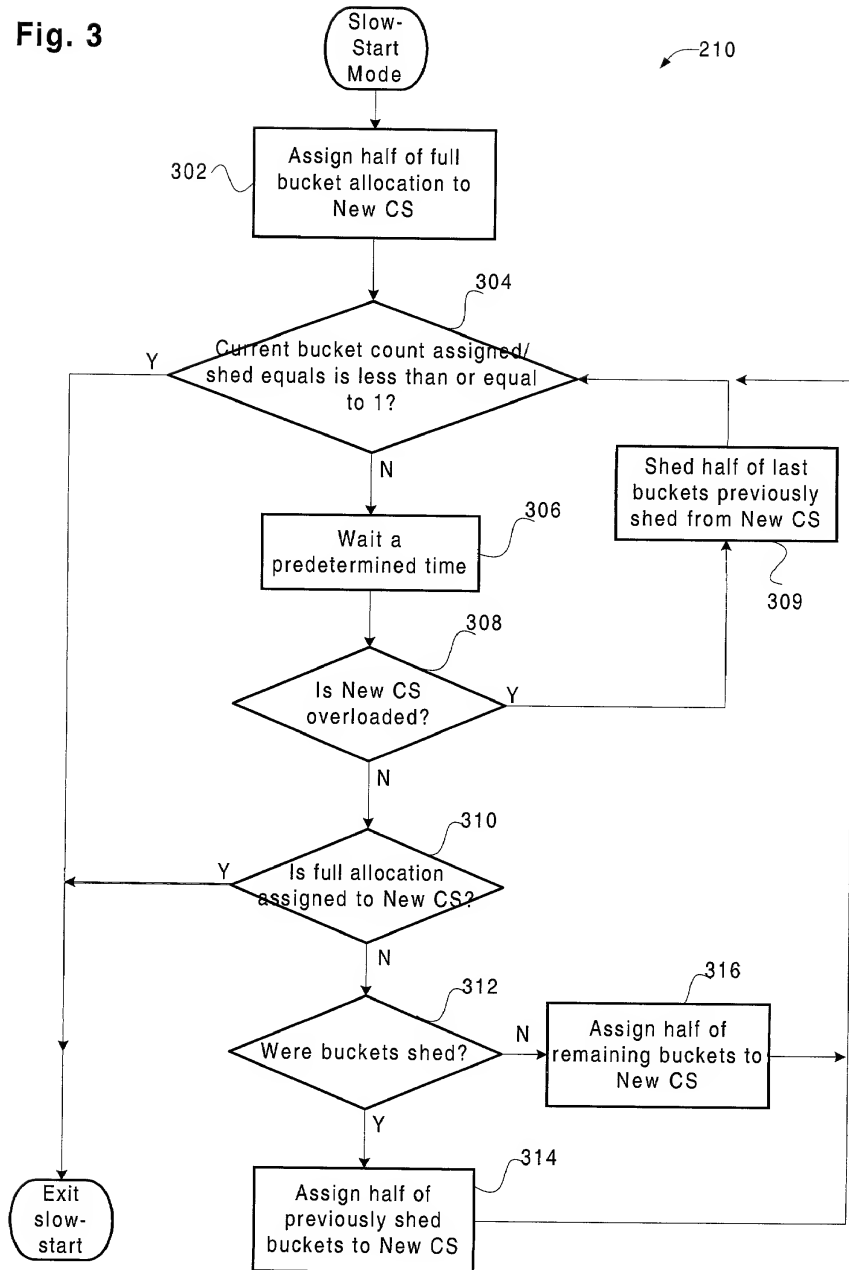 Fig. 3
Slow-
Start
Mode
210
302
Assign half of full
bucket allocation to
New CS
304
Y
Current bucket count assigned/
shed equals is less than or equal
to 1?
N
Shed half of last
buckets previously
shed from New CS
309
Wait a
predetermined time
306
308
Is New CS
overloaded?
Y
N
310
Y
Is full allocation
assigned to New CS?
N
312
Were buckets shed?
N
316
Assign half of
remaining buckets to
New CS
Y
314
Assign half of
previously shed
buckets to New CS
Exit
slow-
start